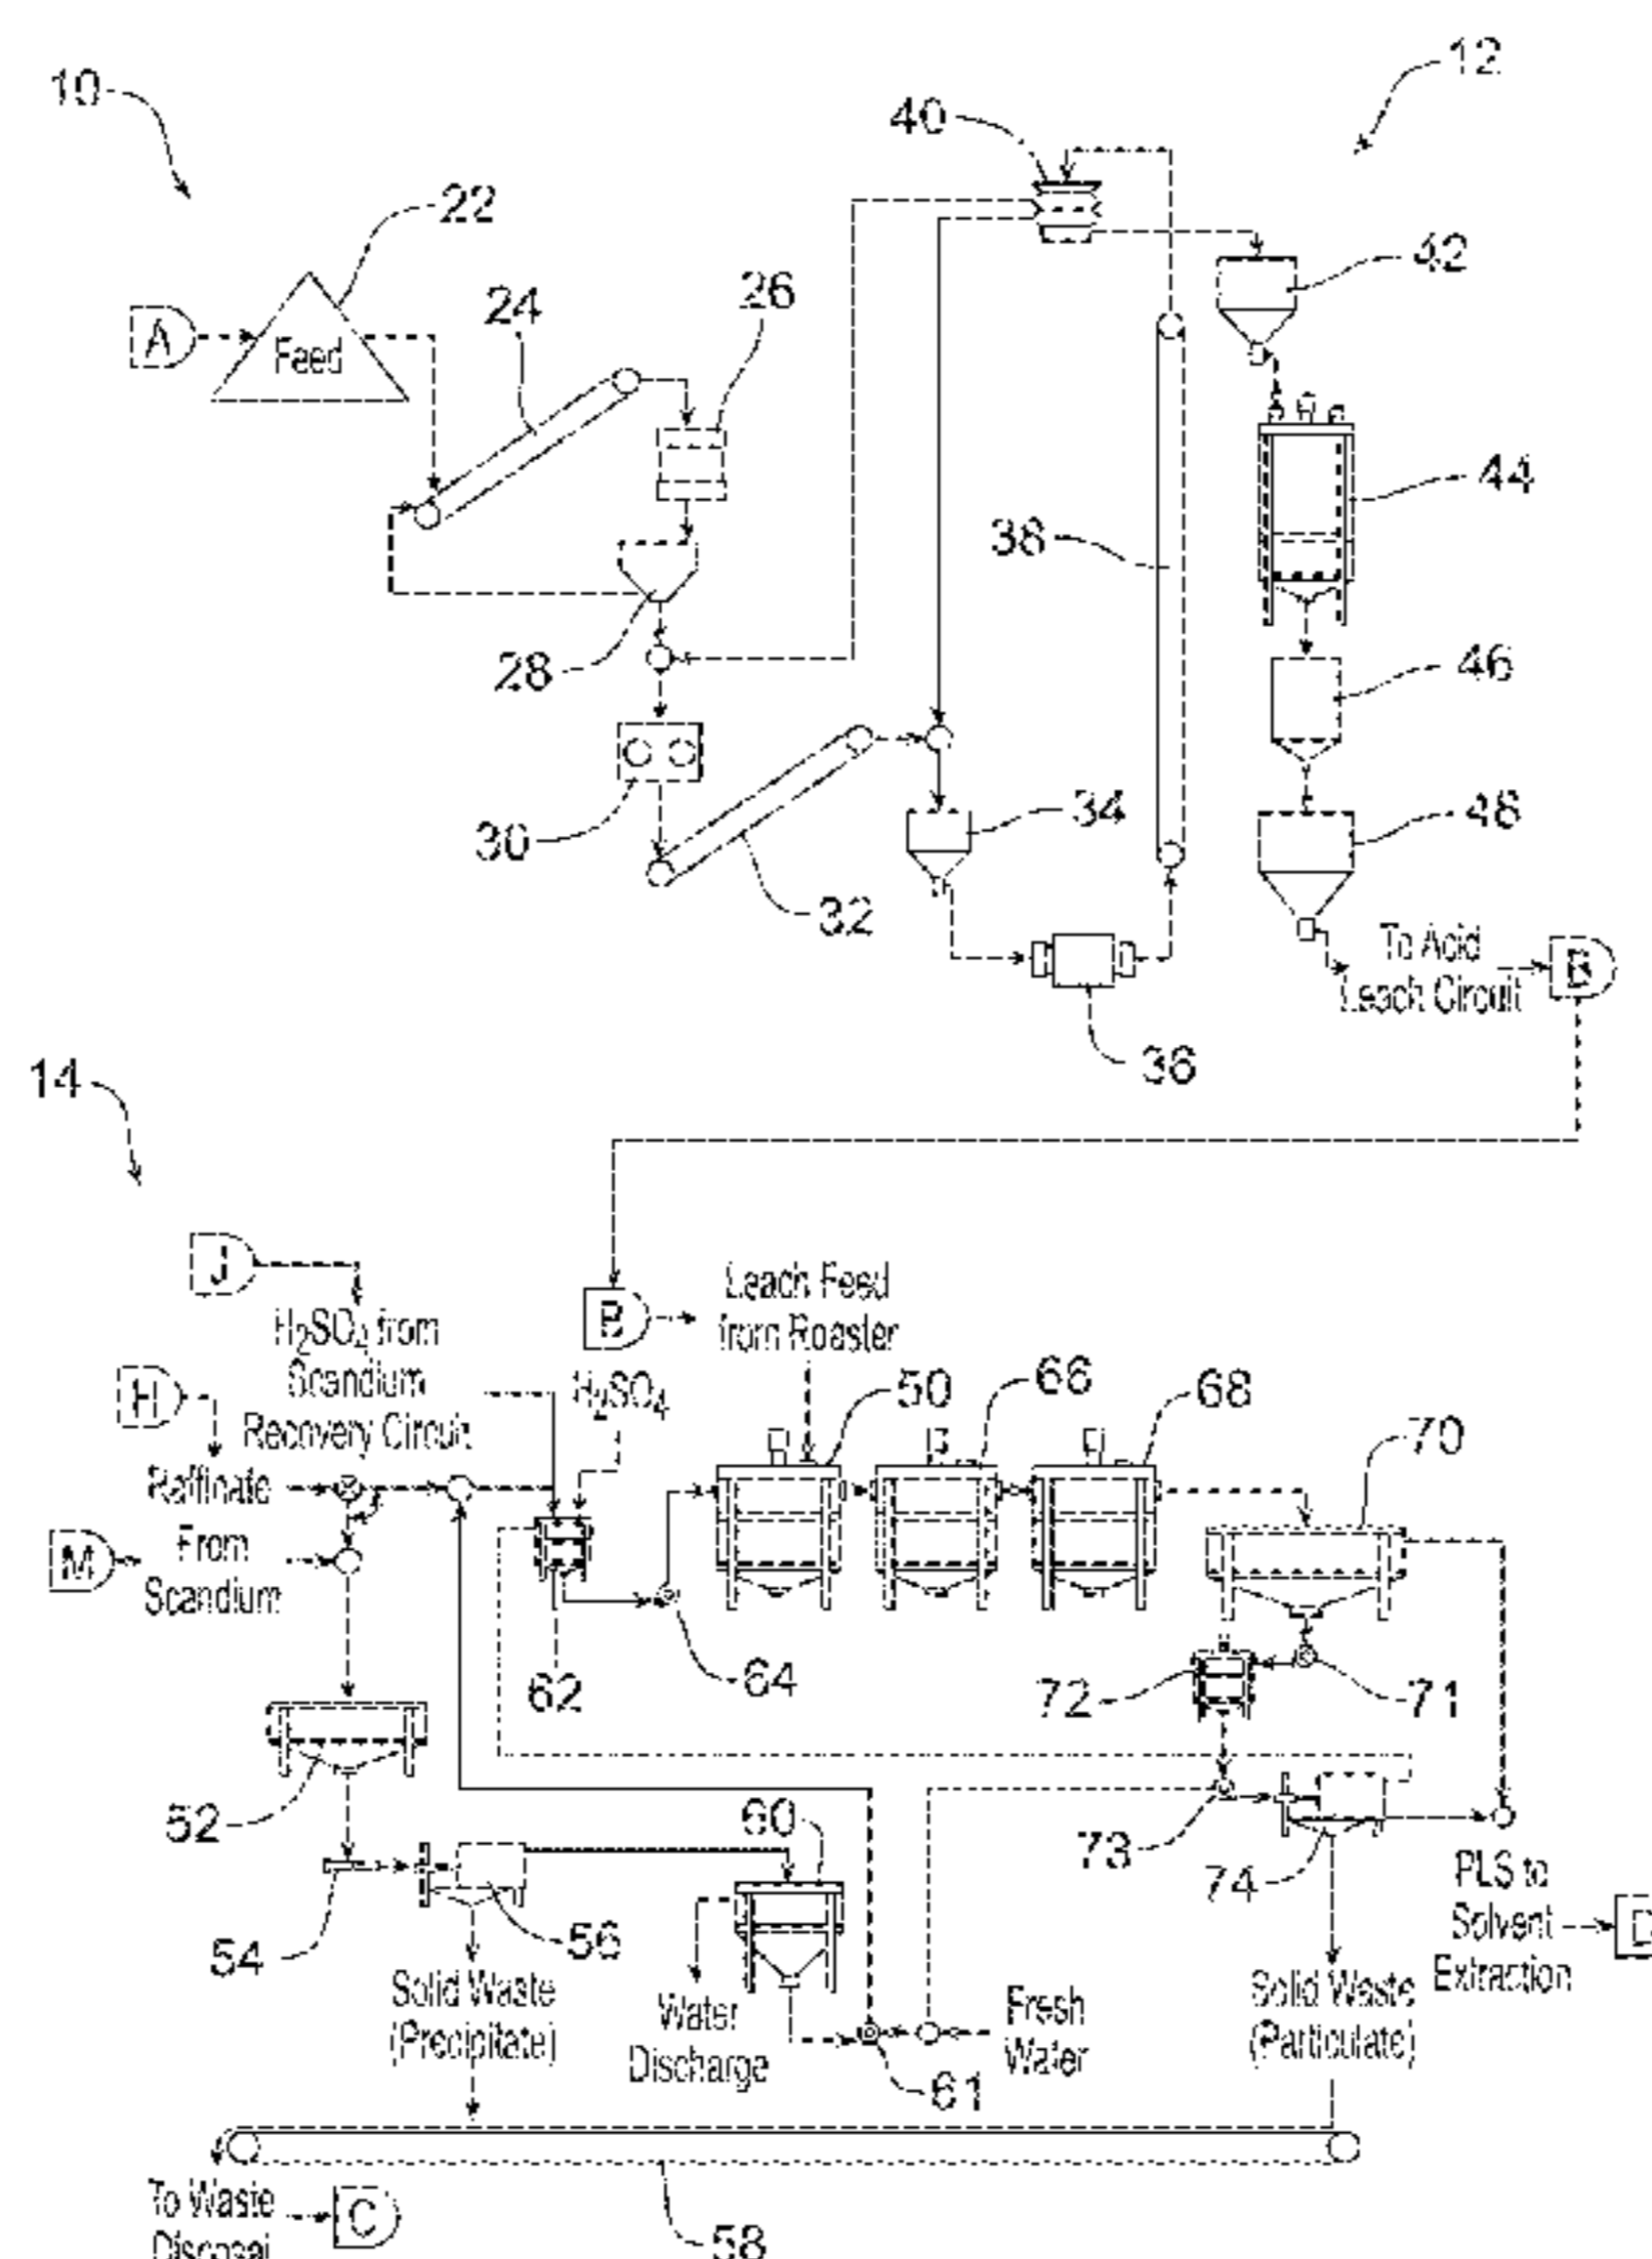 10
12
40
22
42
26
24
A
Feed
44
38
28
46
34
48
30
32
To Acid
Leach Circuit
B
36
14
J
B
Leach Feed
from Roaster
H₂SO₄ from
Scandium
Recovery Circuit
H₂SO₄
H
50
66
68
70
Raffinate
M
From
Scandium
62
64
72
71
52
60
73
74
PLS to
Solvent
Extraction
54
56
Solid Waste
(Precipitate)
Water
Discharge
Fresh
Water
Solid Waste
(Particulate)
61
To Waste
Disposal
C
58